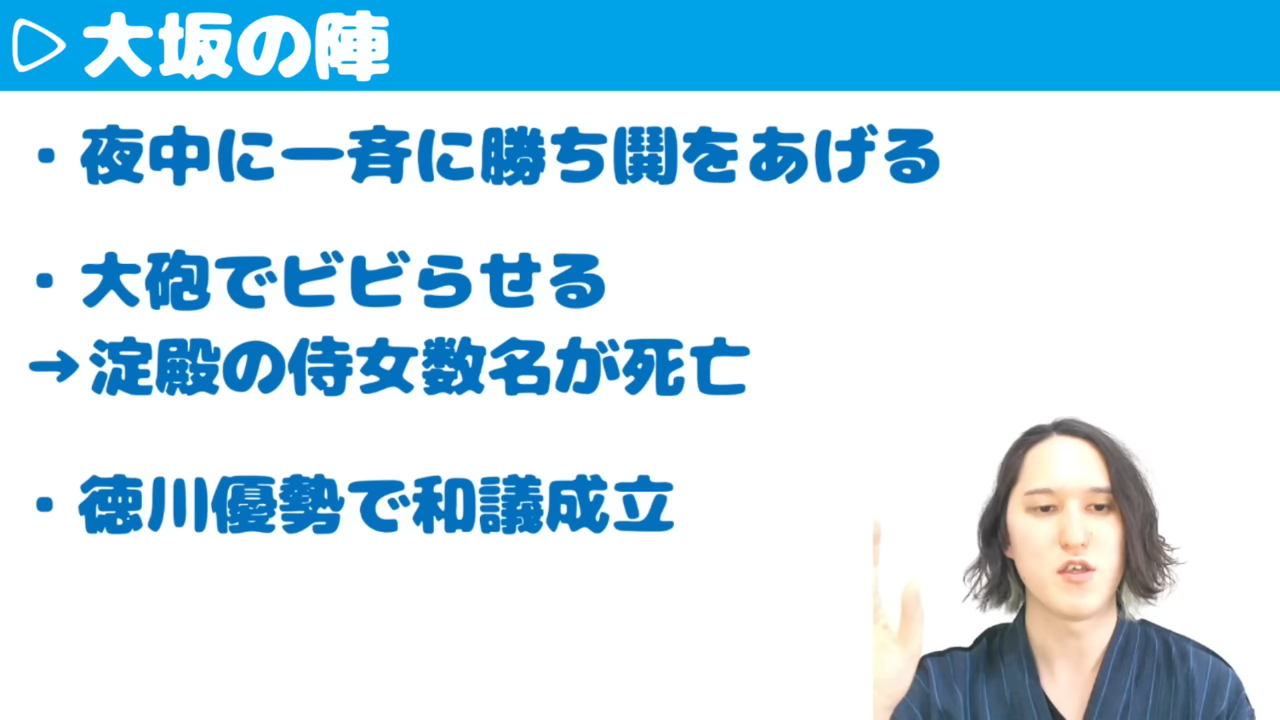 大坂の陣
・夜中に一斉に勝ち鬨をあげる
・大砲でビビらせる
→淀殿の侍女数名が死亡
・徳川優勢で和議成立